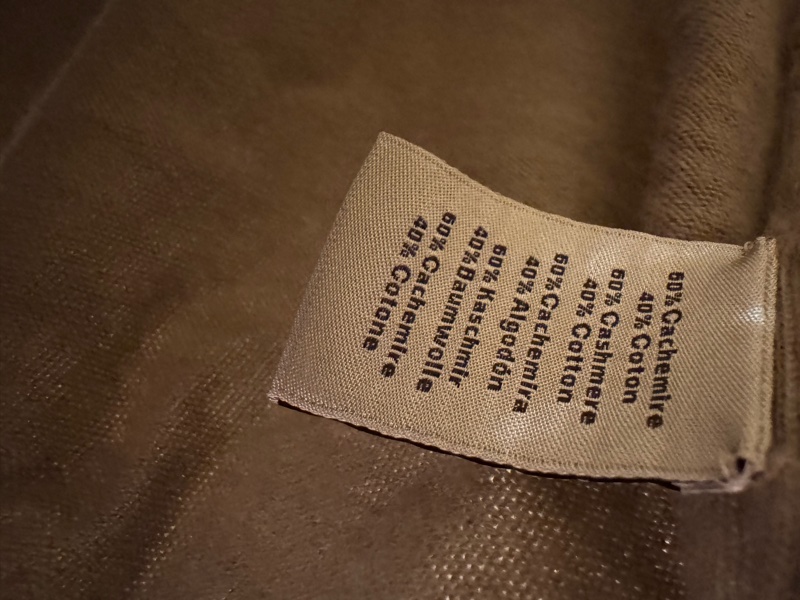 60% Cachemire
40% Coton
60% Cashmere
40% Cotton
60% Cachemira
40% Algodón
60% Kaschmir
40% Baumwolle
60% Cachemire
40% Cotone